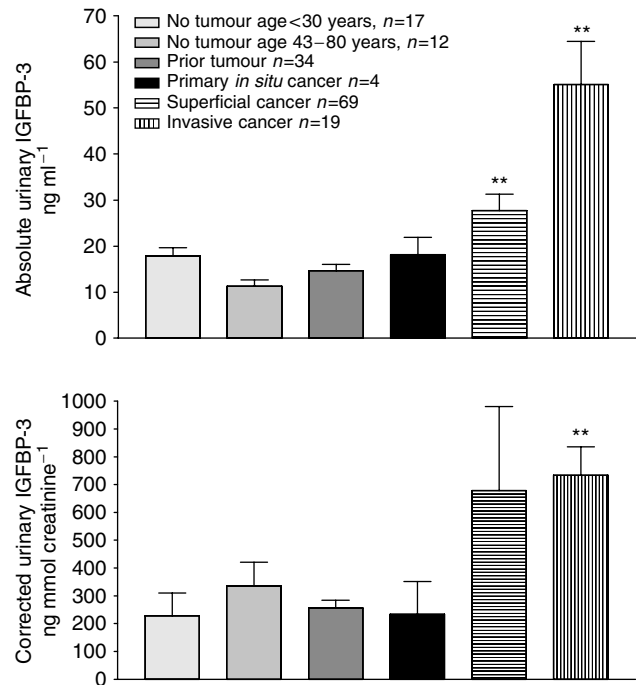 No tumour age<30 years, n=17
No tumour age 43–80 years, n=12
Prior tumour n=34
Primary in situ cancer n=4
Superficial cancer n=69
Invasive cancer n=19
Absolute urinary IGFBP-3
ng ml⁻¹
70
60
50
40
30
20
10
0
**
**
Corrected urinary IGFBP-3
ng mmol creatinine⁻¹
1000
900
800
700
600
500
400
300
200
100
0
**